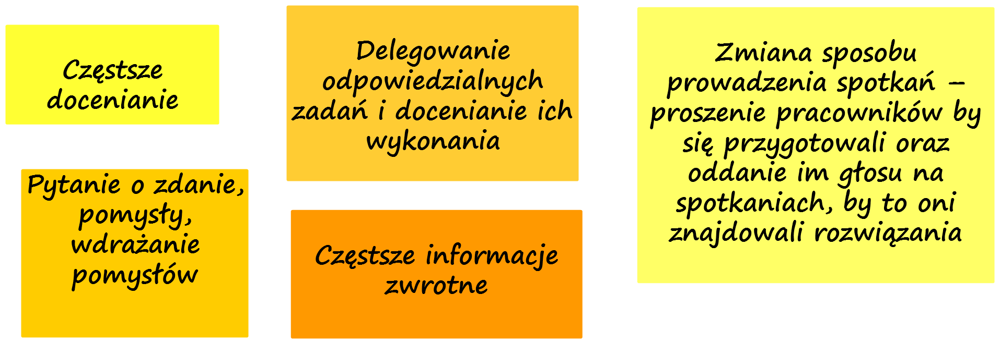 Częstsze
docenianie
Delegowanie
odpowiedzialnych
zadań i docenianie ich
wykonania
Zmiana sposobu
prowadzenia spotkań –
proszenie pracowników by
się przygotowali oraz
oddanie im głosu na
spotkaniach, by to oni
znajdowali rozwiązania
Pytanie o zdanie,
pomysły,
wdrażanie
pomysłów
Częstsze informacje
zwrotne